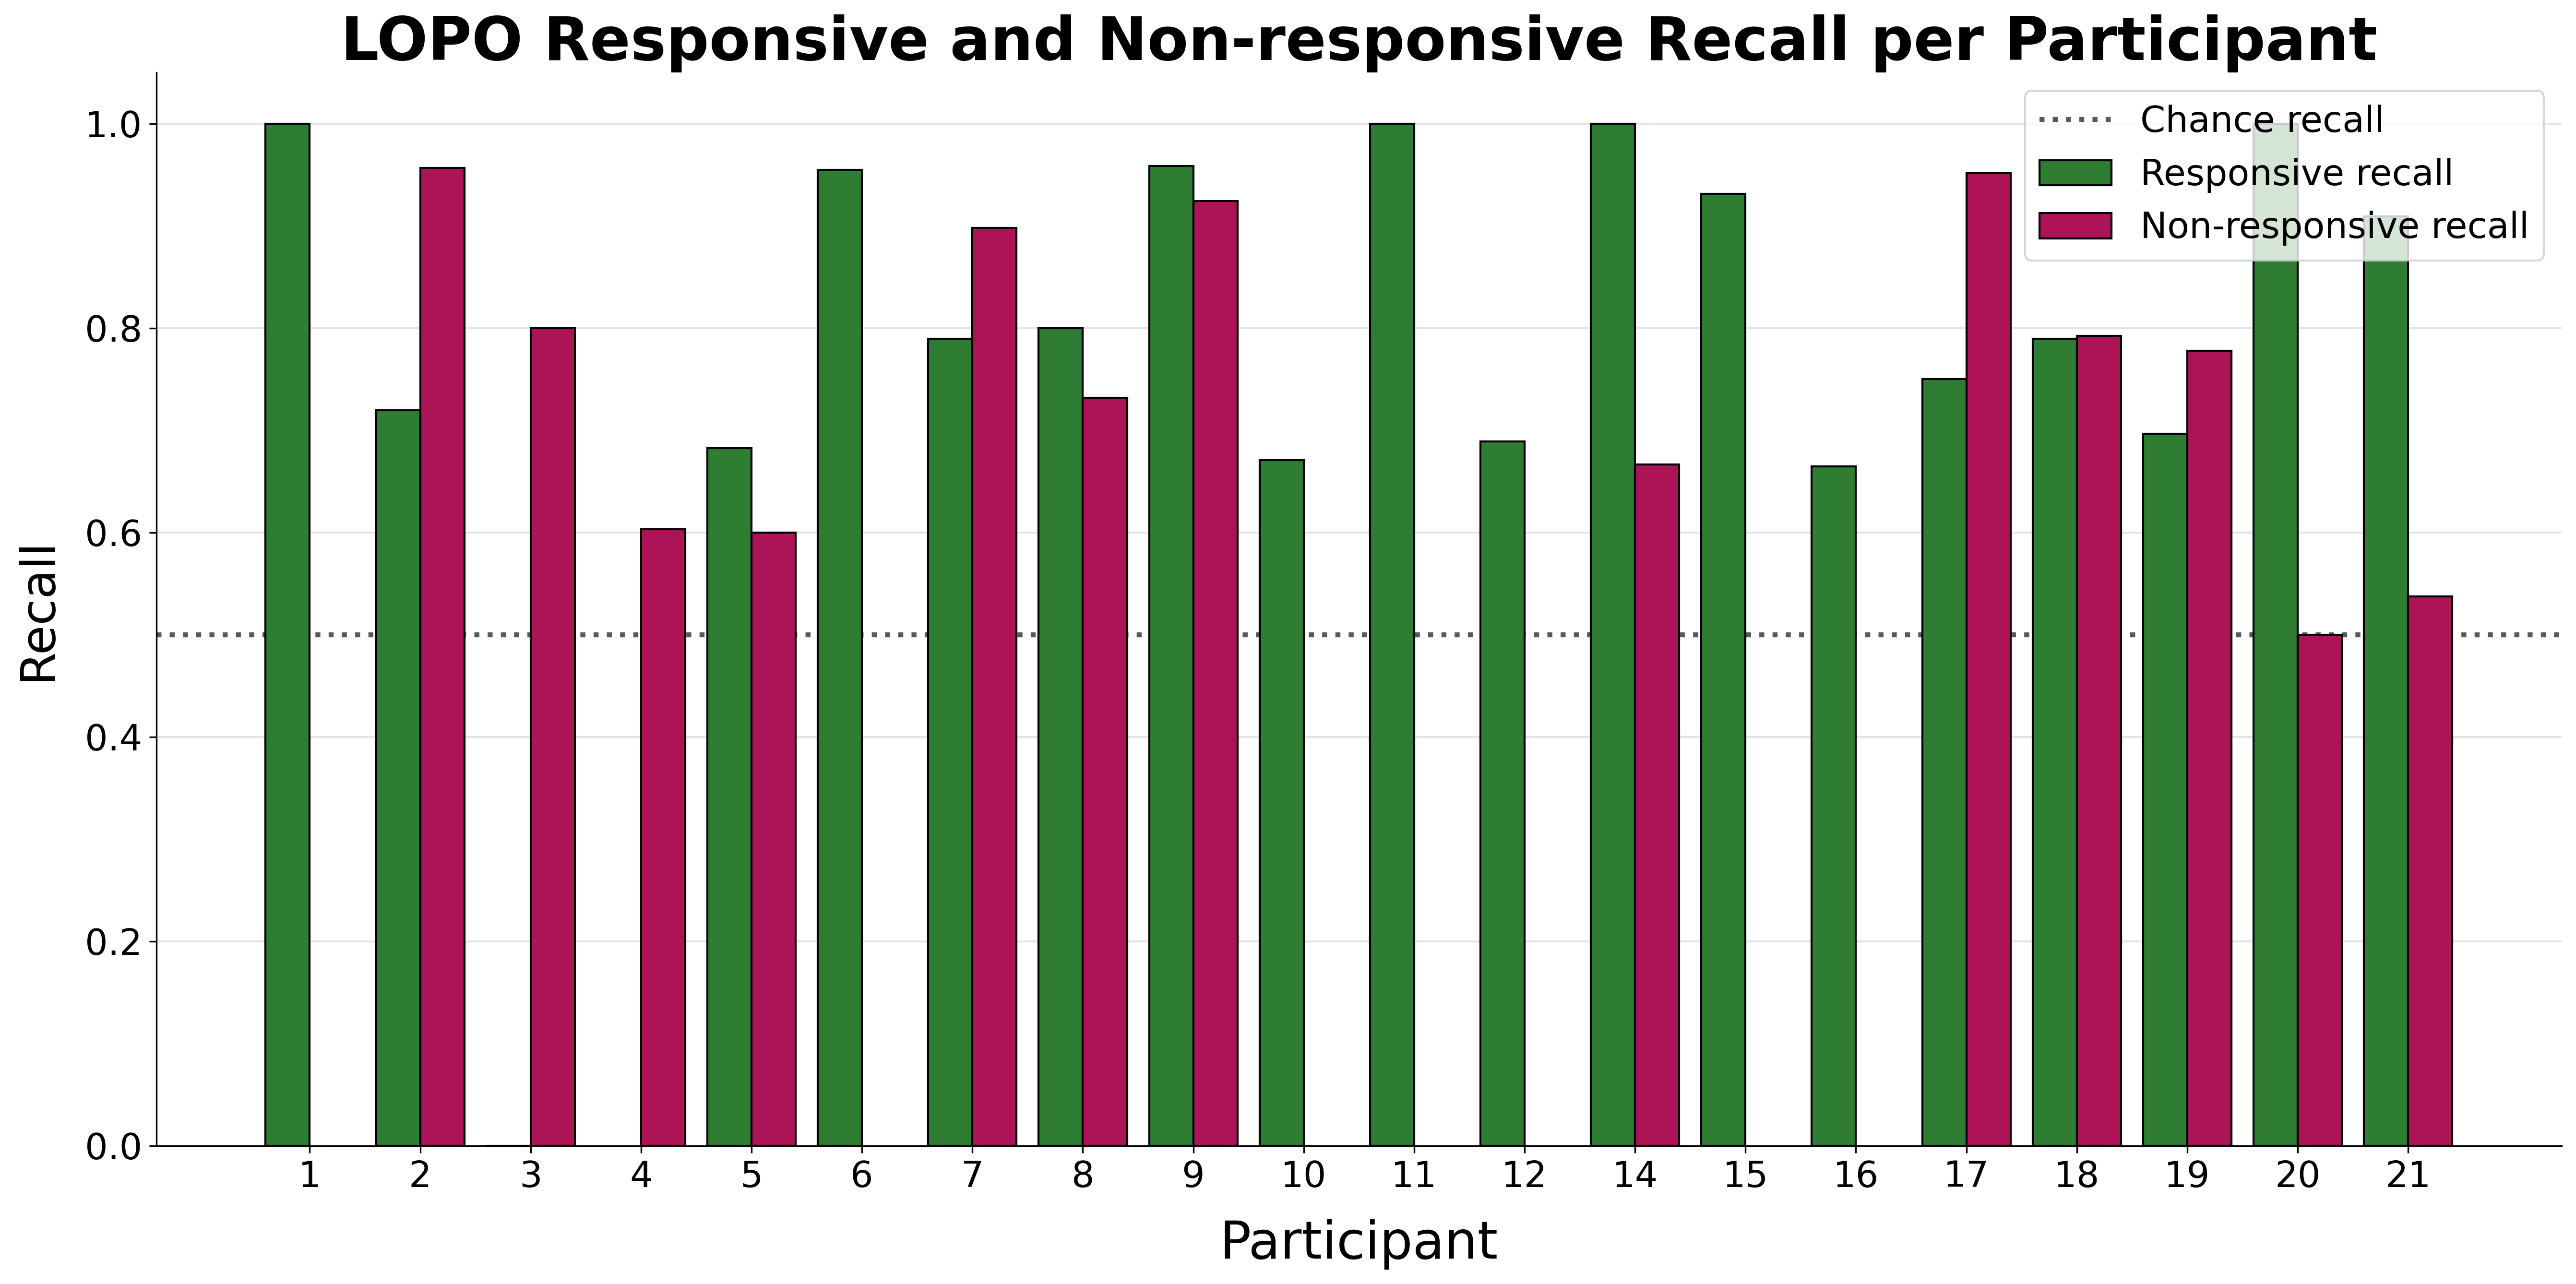 LOPO Responsive and Non-responsive Recall per Participant
Chance recall
Responsive recall
Non-responsive recall
1.0
0.8
0.6
0.4
0.2
0.0
Recall
1 2 3 4 5 6 7 8 9 10 11 12 14 15 16 17 18 19 20 21
Participant